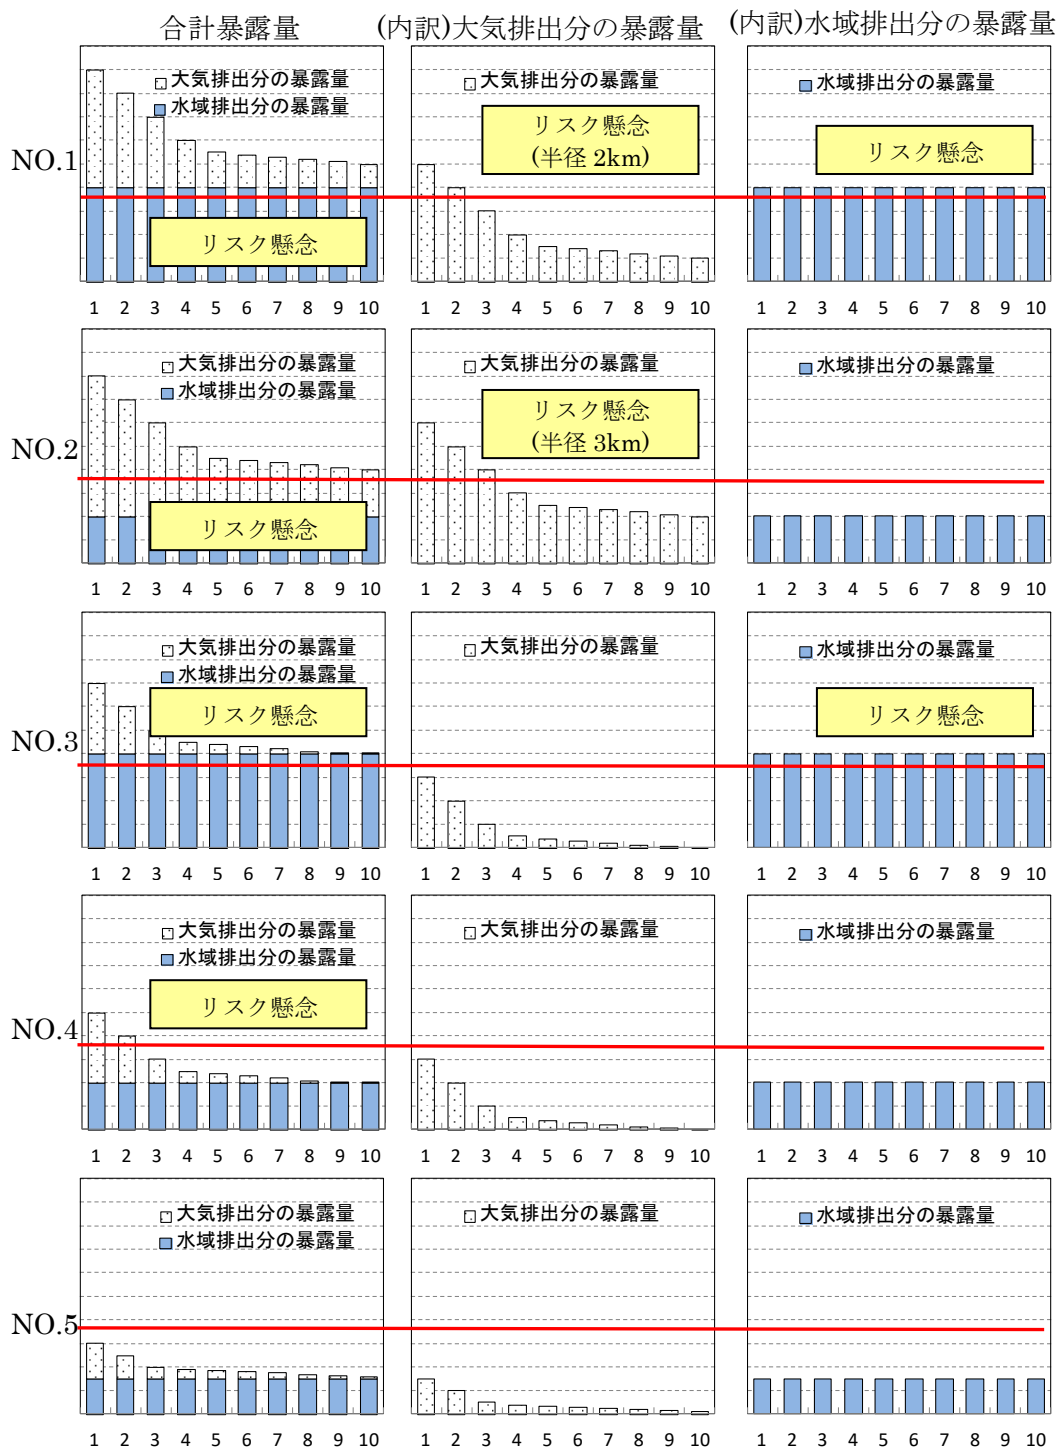 合計暴露量 (内訳)大気排出分の暴露量 (内訳)水域排出分の暴露量
NO.1
大気排出分の暴露量
水域排出分の暴露量
リスク懸念
1 2 3 4 5 6 7 8 9 10
大気排出分の暴露量
リスク懸念
(半径 2km)
1 2 3 4 5 6 7 8 9 10
水域排出分の暴露量
リスク懸念
1 2 3 4 5 6 7 8 9 10
NO.2
大気排出分の暴露量
水域排出分の暴露量
リスク懸念
1 2 3 4 5 6 7 8 9 10
大気排出分の暴露量
リスク懸念
(半径 3km)
1 2 3 4 5 6 7 8 9 10
水域排出分の暴露量
1 2 3 4 5 6 7 8 9 10
NO.3
大気排出分の暴露量
水域排出分の暴露量
リスク懸念
1 2 3 4 5 6 7 8 9 10
大気排出分の暴露量
1 2 3 4 5 6 7 8 9 10
水域排出分の暴露量
リスク懸念
1 2 3 4 5 6 7 8 9 10
NO.4
大気排出分の暴露量
水域排出分の暴露量
リスク懸念
1 2 3 4 5 6 7 8 9 10
大気排出分の暴露量
1 2 3 4 5 6 7 8 9 10
水域排出分の暴露量
1 2 3 4 5 6 7 8 9 10
NO.5
大気排出分の暴露量
水域排出分の暴露量
1 2 3 4 5 6 7 8 9 10
大気排出分の暴露量
1 2 3 4 5 6 7 8 9 10
水域排出分の暴露量
1 2 3 4 5 6 7 8 9 10